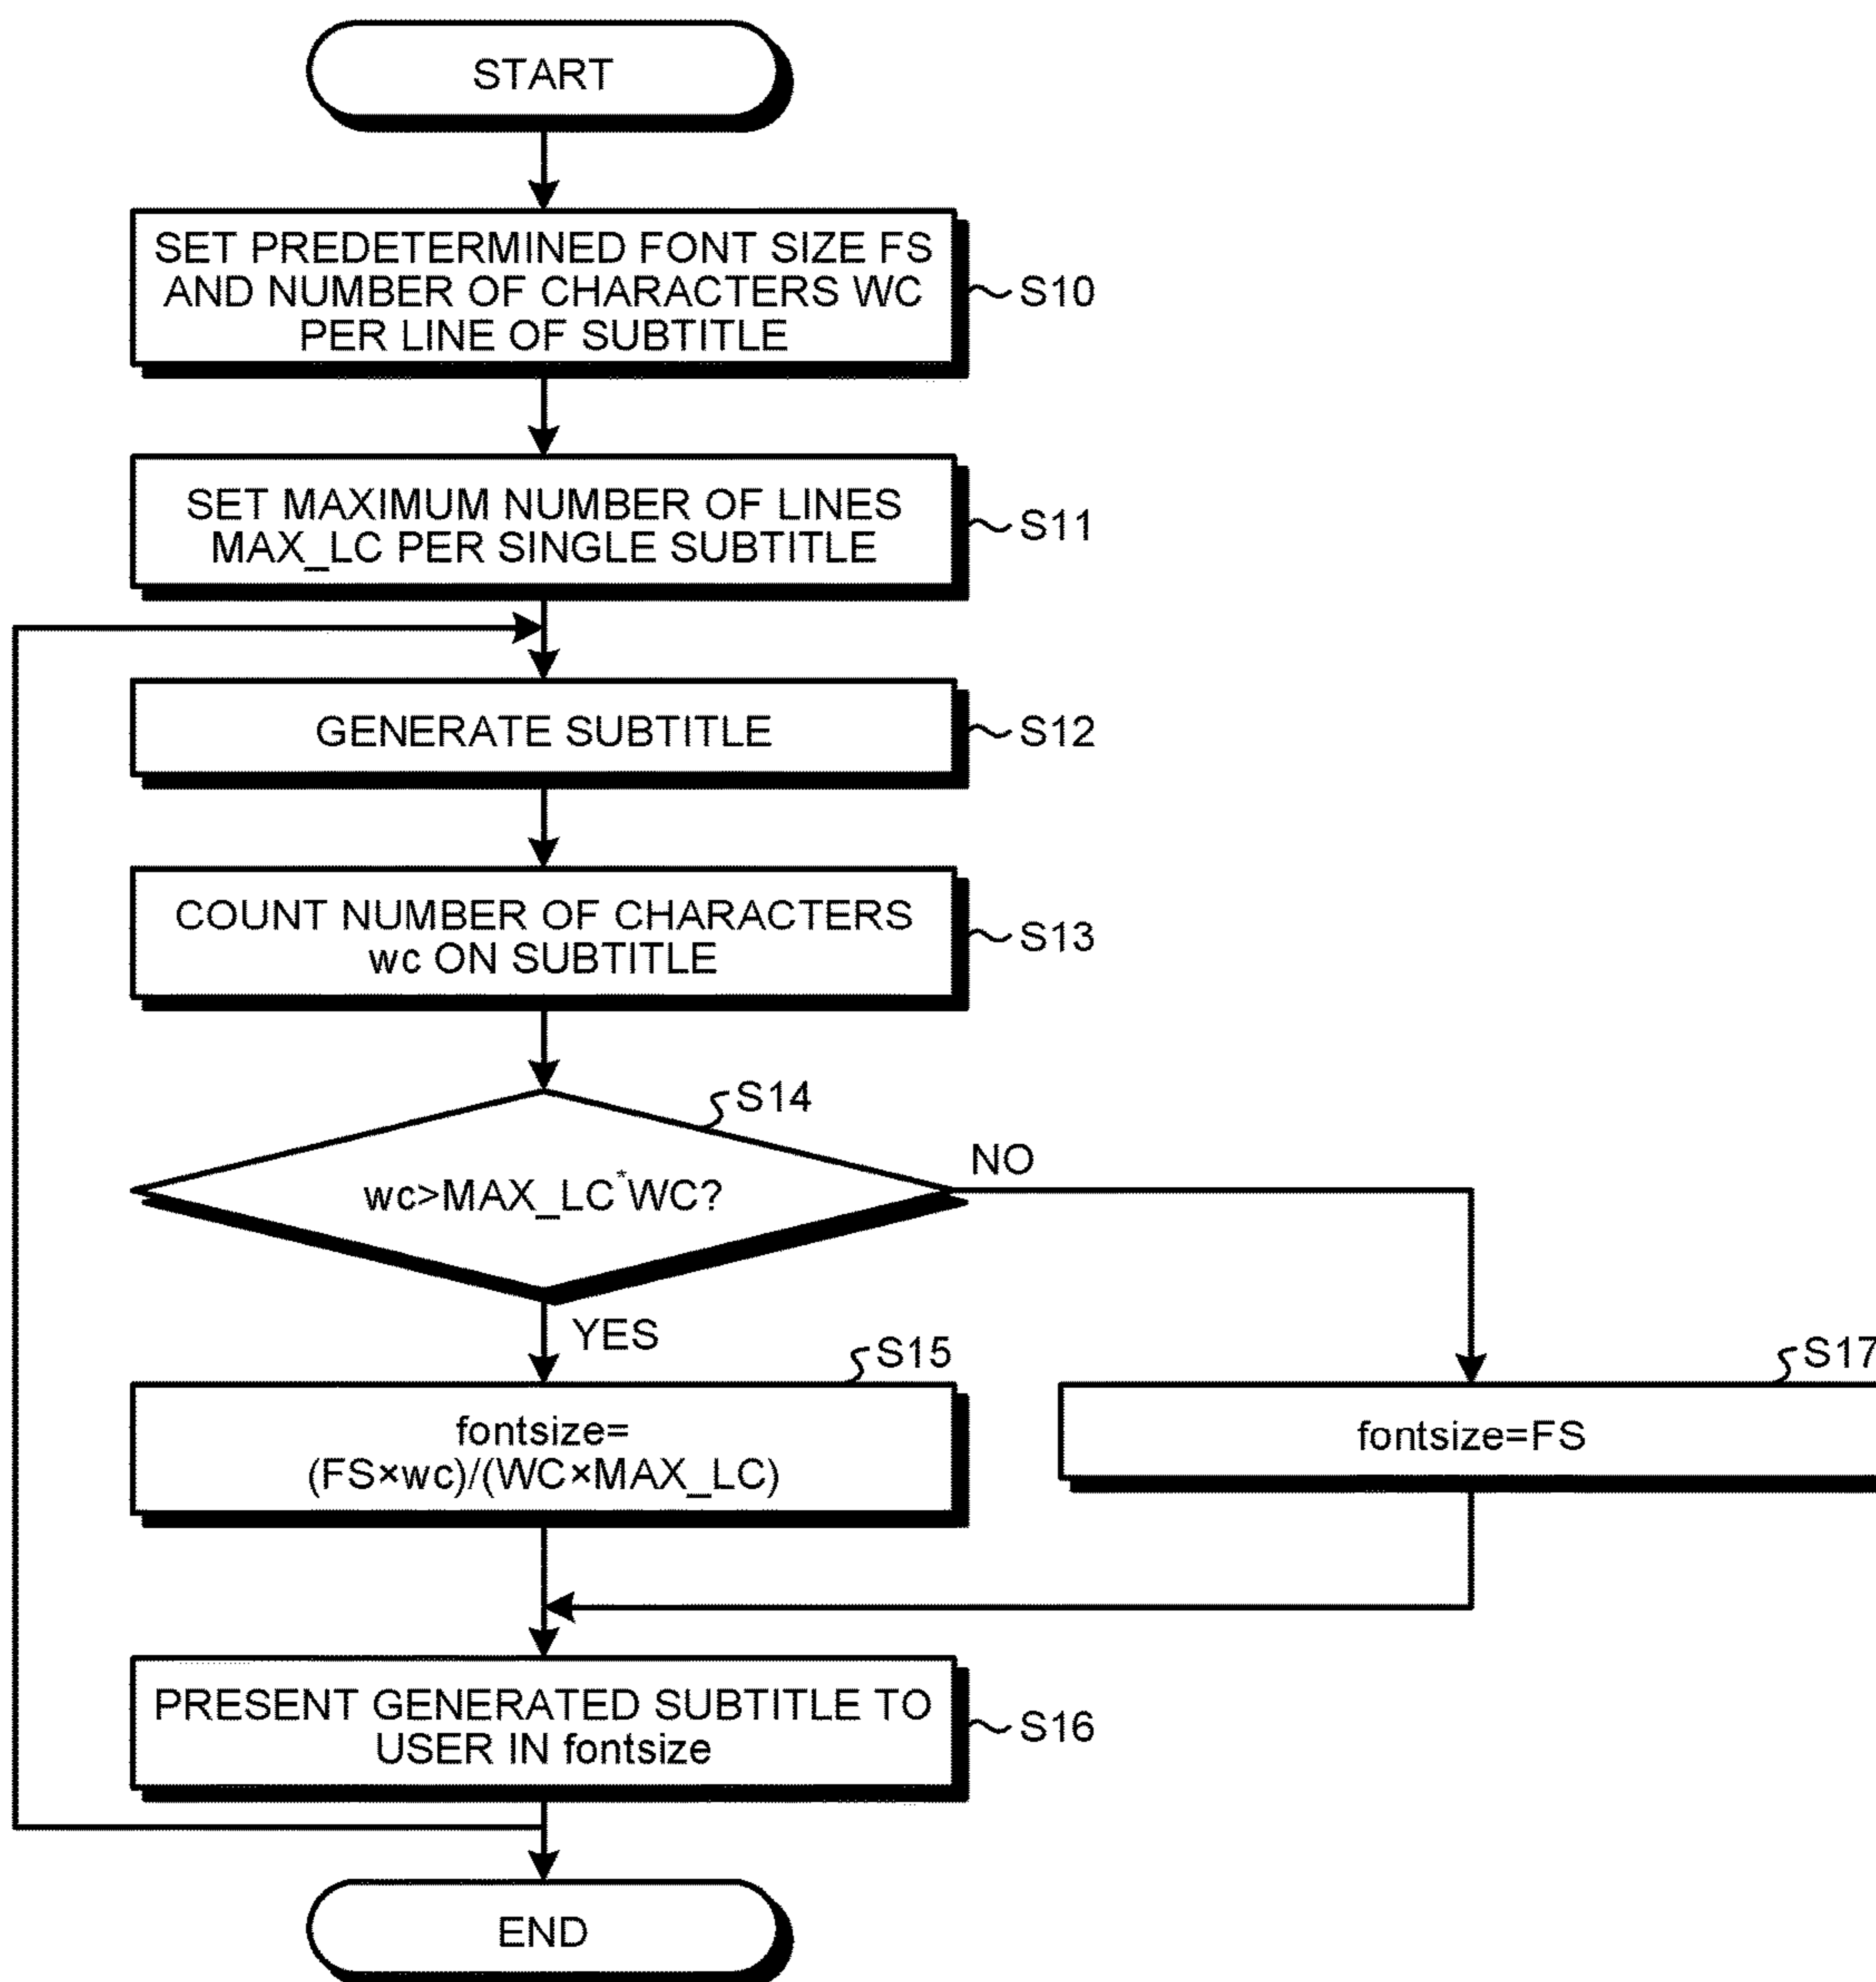 START
SET PREDETERMINED FONT SIZE FS
AND NUMBER OF CHARACTERS WC
PER LINE OF SUBTITLE
S10
SET MAXIMUM NUMBER OF LINES
MAX_LC PER SINGLE SUBTITLE
S11
GENERATE SUBTITLE
S12
COUNT NUMBER OF CHARACTERS
wc ON SUBTITLE
S13
S14
wc>MAX_LC*WC?
NO
YES
S15
fontsize=
(FS×wc)/(WC×MAX_LC)
S17
fontsize=FS
PRESENT GENERATED SUBTITLE TO
USER IN fontsize
S16
END